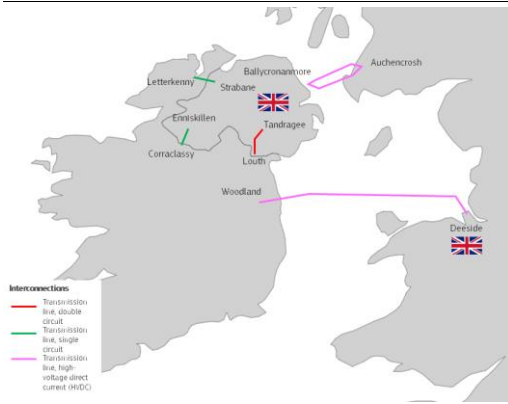 Ballycronanmore
Auchencrosh
Letterkenny
Strabane
Enniskillen
Tandragee
Corraclassy
Louth
Woodland
Deeside
Interconnections
Transmission
line, double
circuit
Transmission
line, single
circuit
Transmission
line, high-
voltage direct
current (HVDC)